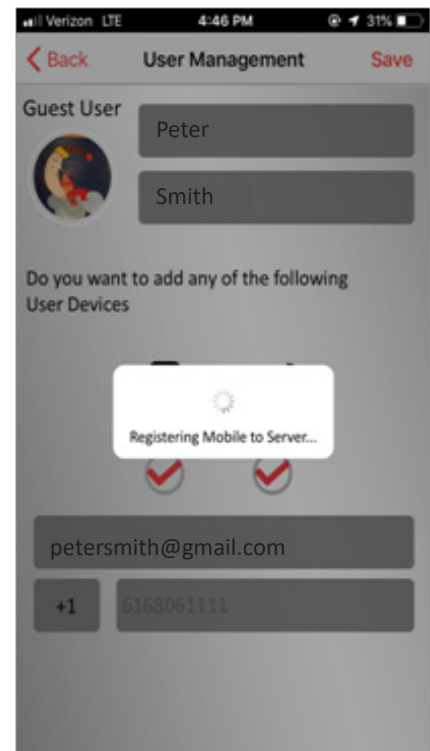 Verizon LTE 4:46 PM 31%
Back User Management Save
Guest User
Peter
Smith
Do you want to add any of the following
User Devices
Registering Mobile to Server...
petersmith@gmail.com
+1 6168061111